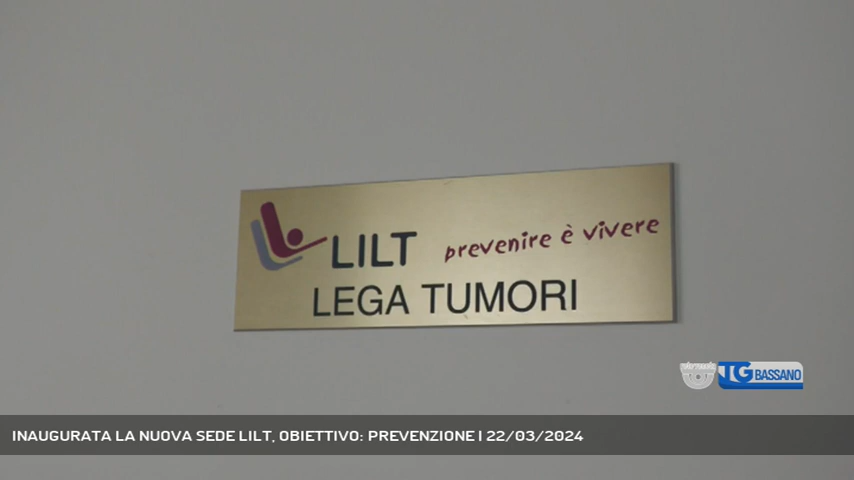 LILT prevenire è vivere
LEGA TUMORI
TG BASSANO
INAUGURATA LA NUOVA SEDE LILT, OBIETTIVO: PREVENZIONE | 22/03/2024